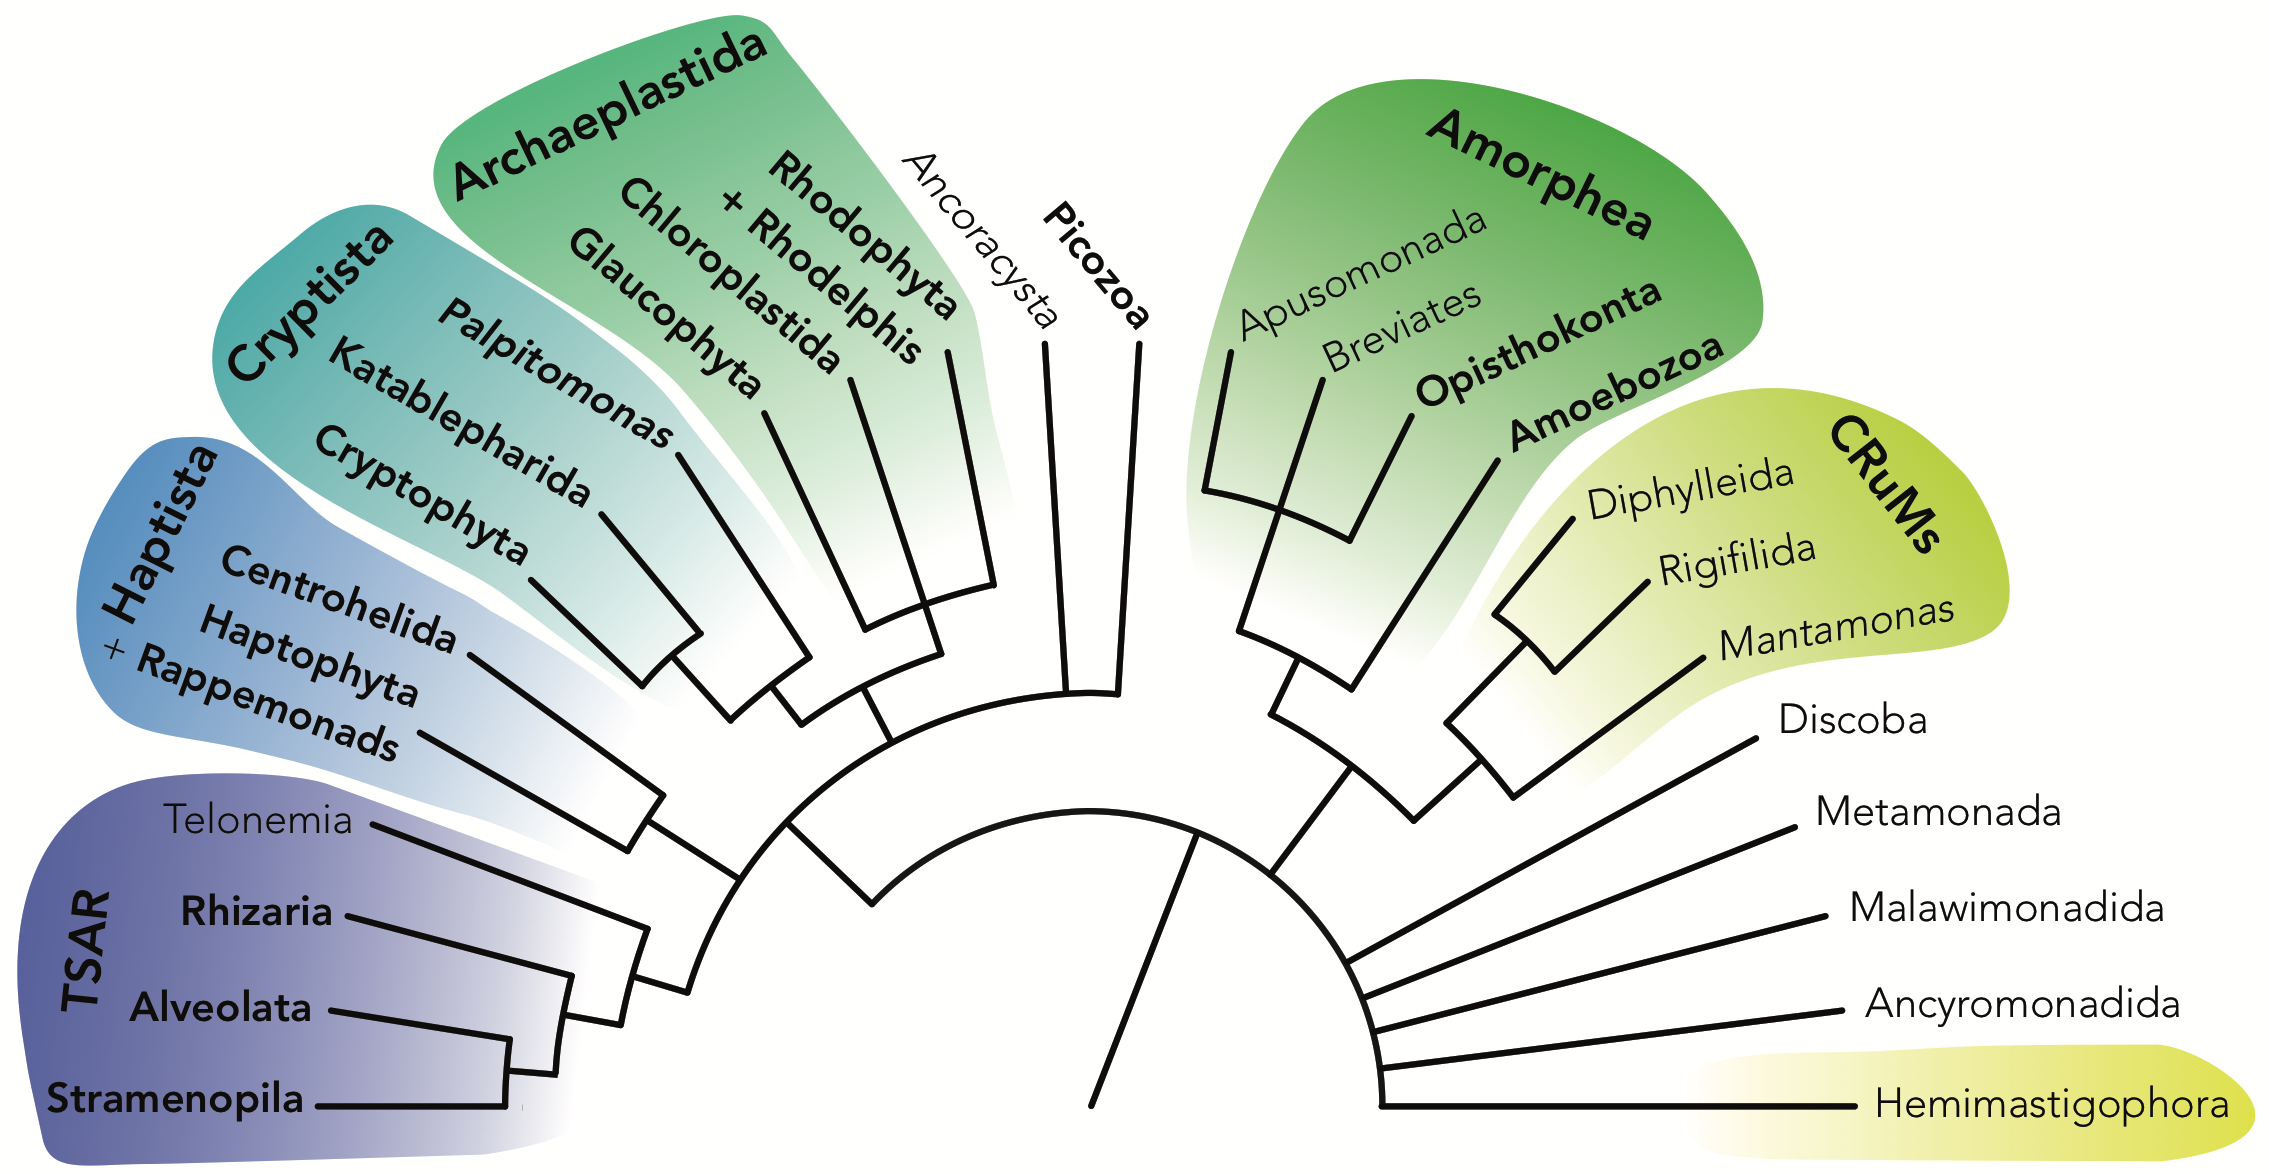 Archaeplastida
Rhodophyta
+ Rhodelphis
Chloroplastida
Glaucophyta
Ancoracysta
Picozoa
Amorphea
Apusomonada
Breviates
Opisthokonta
Amoebozoa
Cryptista
Palpitomonas
Katablepharida
Cryptophyta
CRuMs
Diphylleida
Rigifilida
Mantamonas
Haptista
Centrohelida
Haptophyta
+ Rappemonads
Discoba
Metamonada
Malawimonadida
Ancyromonadida
Hemimastigophora
TSAR
Telonemia
Rhizaria
Alveolata
Stramenopila